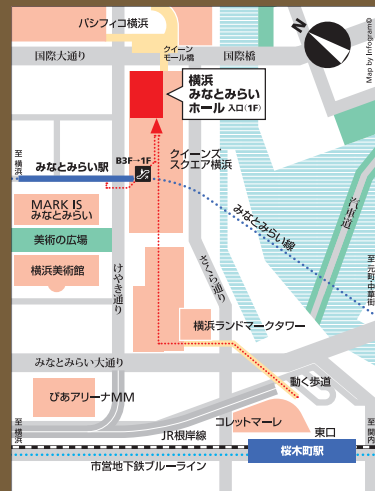 パシフィコ横浜
N
Map by Infogram©
国際大通り
クイーン
モール橋
国際橋
横浜
みなとみらい
ホール 入口(1F)
至横浜
みなとみらい駅
B3F→1F
クイーンズ
スクエア横浜
MARK IS
みなとみらい
美術の広場
横浜美術館
けやき通り
さくら通り
みなとみらい線
汽車道
至元町・中華街
横浜ランドマークタワー
みなとみらい大通り
動く歩道
ぴあアリーナMM
コレットマーレ
東口
至横浜
JR根岸線
桜木町駅
至関内
市営地下鉄ブルーライン